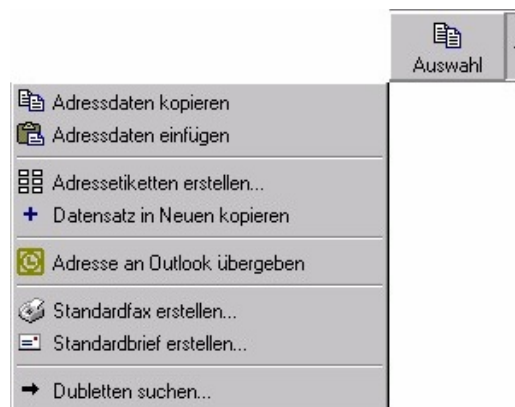 Auswahl
Adressdaten kopieren
Adressdaten einfügen
Adressetiketten erstellen...
Datensatz in Neuen kopieren
Adresse an Outlook übergeben
Standardfax erstellen...
Standardbrief erstellen...
Dubletten suchen...